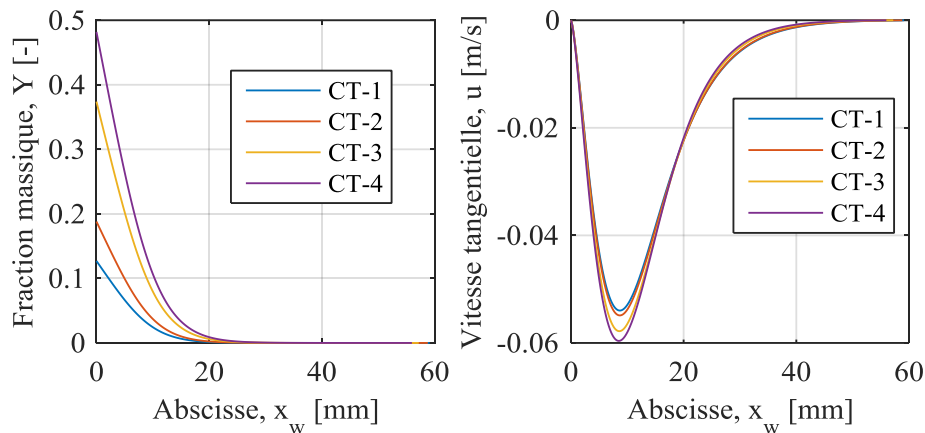 0.5
0.4
0.3
0.2
0.1
0
0 20 40 60
Fraction massique, Y [-]
Abscisse, x_w [mm]
CT-1
CT-2
CT-3
CT-4
0
-0.02
-0.04
-0.06
0 20 40 60
Vitesse tangentielle, u [m/s]
Abscisse, x_w [mm]
CT-1
CT-2
CT-3
CT-4